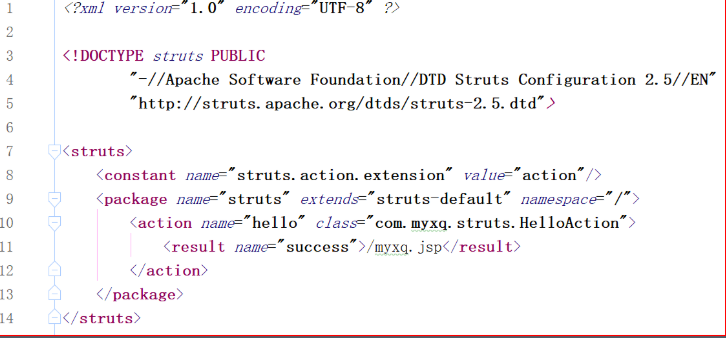 1 <?xml version="1.0" encoding="UTF-8" ?>
2
3 <!DOCTYPE struts PUBLIC
4 "-//Apache Software Foundation//DTD Struts Configuration 2.5//EN"
5 "http://struts.apache.org/dtds/struts-2.5.dtd">
6
7 <struts>
8 <constant name="struts.action.extension" value="action"/>
9 <package name="struts" extends="struts-default" namespace="/">
10 <action name="hello" class="com.myxq.struts.HelloAction">
11 <result name="success">/myxq.jsp</result>
12 </action>
13 </package>
14 </struts>